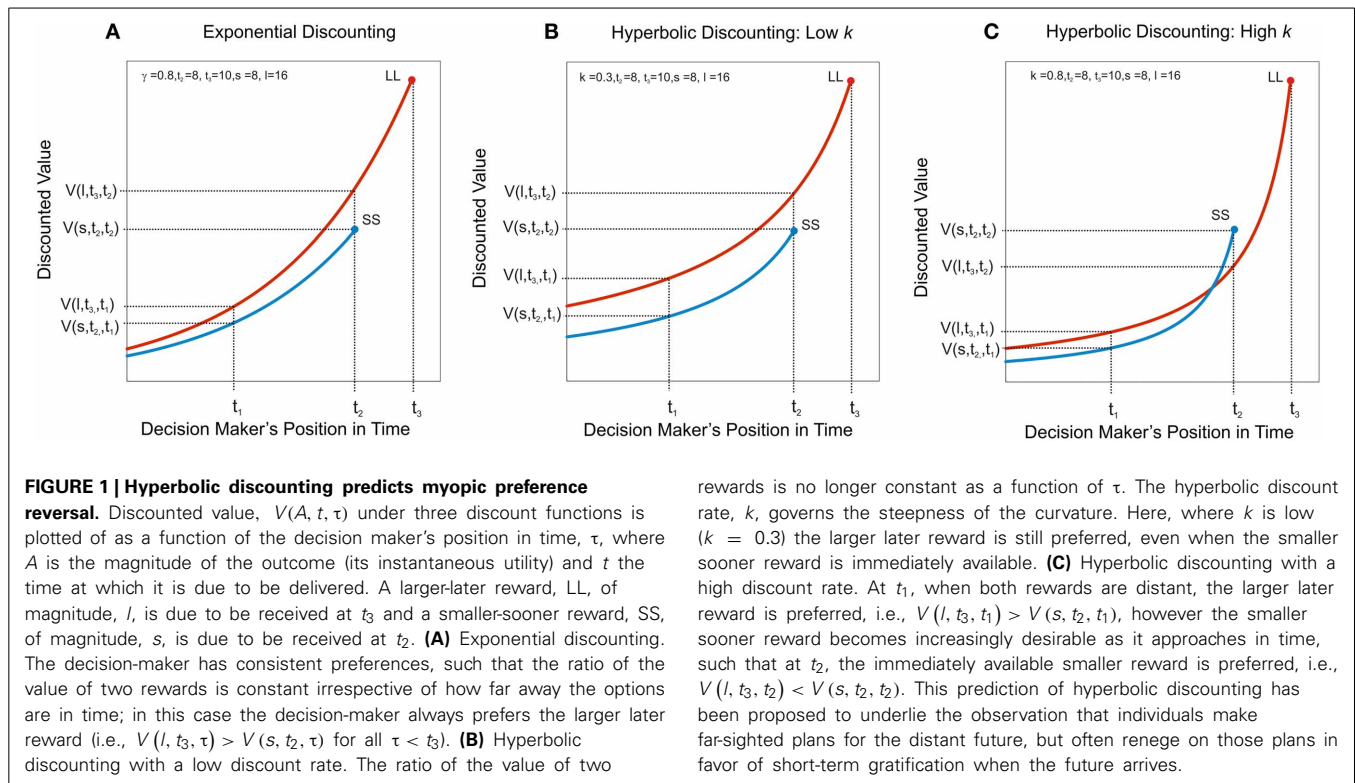 A
Exponential Discounting
γ =0.8,t₂=8, t₃=10,s =8, l =16
LL
SS
V(l,t₃,t₂)
V(s,t₂,t₂)
V(l,t₃,t₁)
V(s,t₂,t₁)
Discounted Value
t₁
t₂
t₃
Decision Maker's Position in Time
B
Hyperbolic Discounting: Low k
k =0.3,t₂=8, t₃=10,s =8, l =16
LL
SS
V(l,t₃,t₂)
V(s,t₂,t₂)
V(l,t₃,t₁)
V(s,t₂,t₁)
Discounted Value
t₁
t₂
t₃
Decision Maker's Position in Time
C
Hyperbolic Discounting: High k
k =0.8,t₂=8, t₃=10,s =8, l =16
LL
SS
V(s,t₂,t₂)
V(l,t₃,t₂)
V(l,t₃,t₁)
V(s,t₂,t₁)
Discounted Value
t₁
t₂
t₃
Decision Maker's Position in Time
FIGURE 1 | Hyperbolic discounting predicts myopic preference
reversal. Discounted value, V(A, t, τ) under three discount functions is
plotted of as a function of the decision maker's position in time, τ, where
A is the magnitude of the outcome (its instantaneous utility) and t the
time at which it is due to be delivered. A larger-later reward, LL, of
magnitude, l, is due to be received at t₃ and a smaller-sooner reward, SS,
of magnitude, s, is due to be received at t₂. (A) Exponential discounting.
The decision-maker has consistent preferences, such that the ratio of the
value of two rewards is constant irrespective of how far away the options
are in time; in this case the decision-maker always prefers the larger later
reward (i.e., V(l, t₃, τ) > V(s, t₂, τ) for all τ < t₃). (B) Hyperbolic
discounting with a low discount rate. The ratio of the value of two
rewards is no longer constant as a function of τ. The hyperbolic discount
rate, k, governs the steepness of the curvature. Here, where k is low
(k = 0.3) the larger later reward is still preferred, even when the smaller
sooner reward is immediately available. (C) Hyperbolic discounting with a
high discount rate. At t₁, when both rewards are distant, the larger later
reward is preferred, i.e., V(l, t₃, t₁) > V(s, t₂, t₁), however the smaller
sooner reward becomes increasingly desirable as it approaches in time,
such that at t₂, the immediately available smaller reward is preferred, i.e.,
V(l, t₃, t₂) < V(s, t₂, t₂). This prediction of hyperbolic discounting has
been proposed to underlie the observation that individuals make
far-sighted plans for the distant future, but often renege on those plans in
favor of short-term gratification when the future arrives.